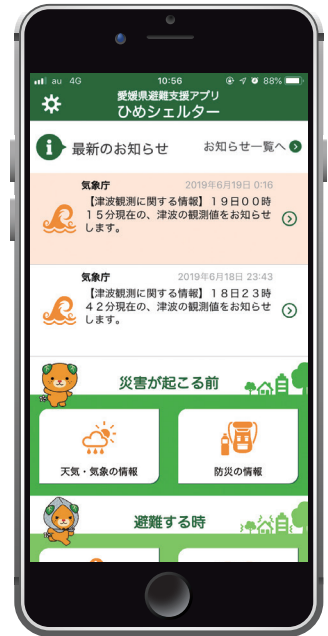 au 4G 10:56 88%
愛媛県避難支援アプリ
ひめシェルター
最新のお知らせ お知らせ一覧へ
気象庁 2019年6月19日 0:16
【津波観測に関する情報】１９日００時
１５分現在の、津波の観測値をお知らせ
します。
気象庁 2019年6月18日 23:43
【津波観測に関する情報】１８日２３時
４２分現在の、津波の観測値をお知らせ
します。
災害が起こる前
天気・気象の情報 防災の情報
避難する時